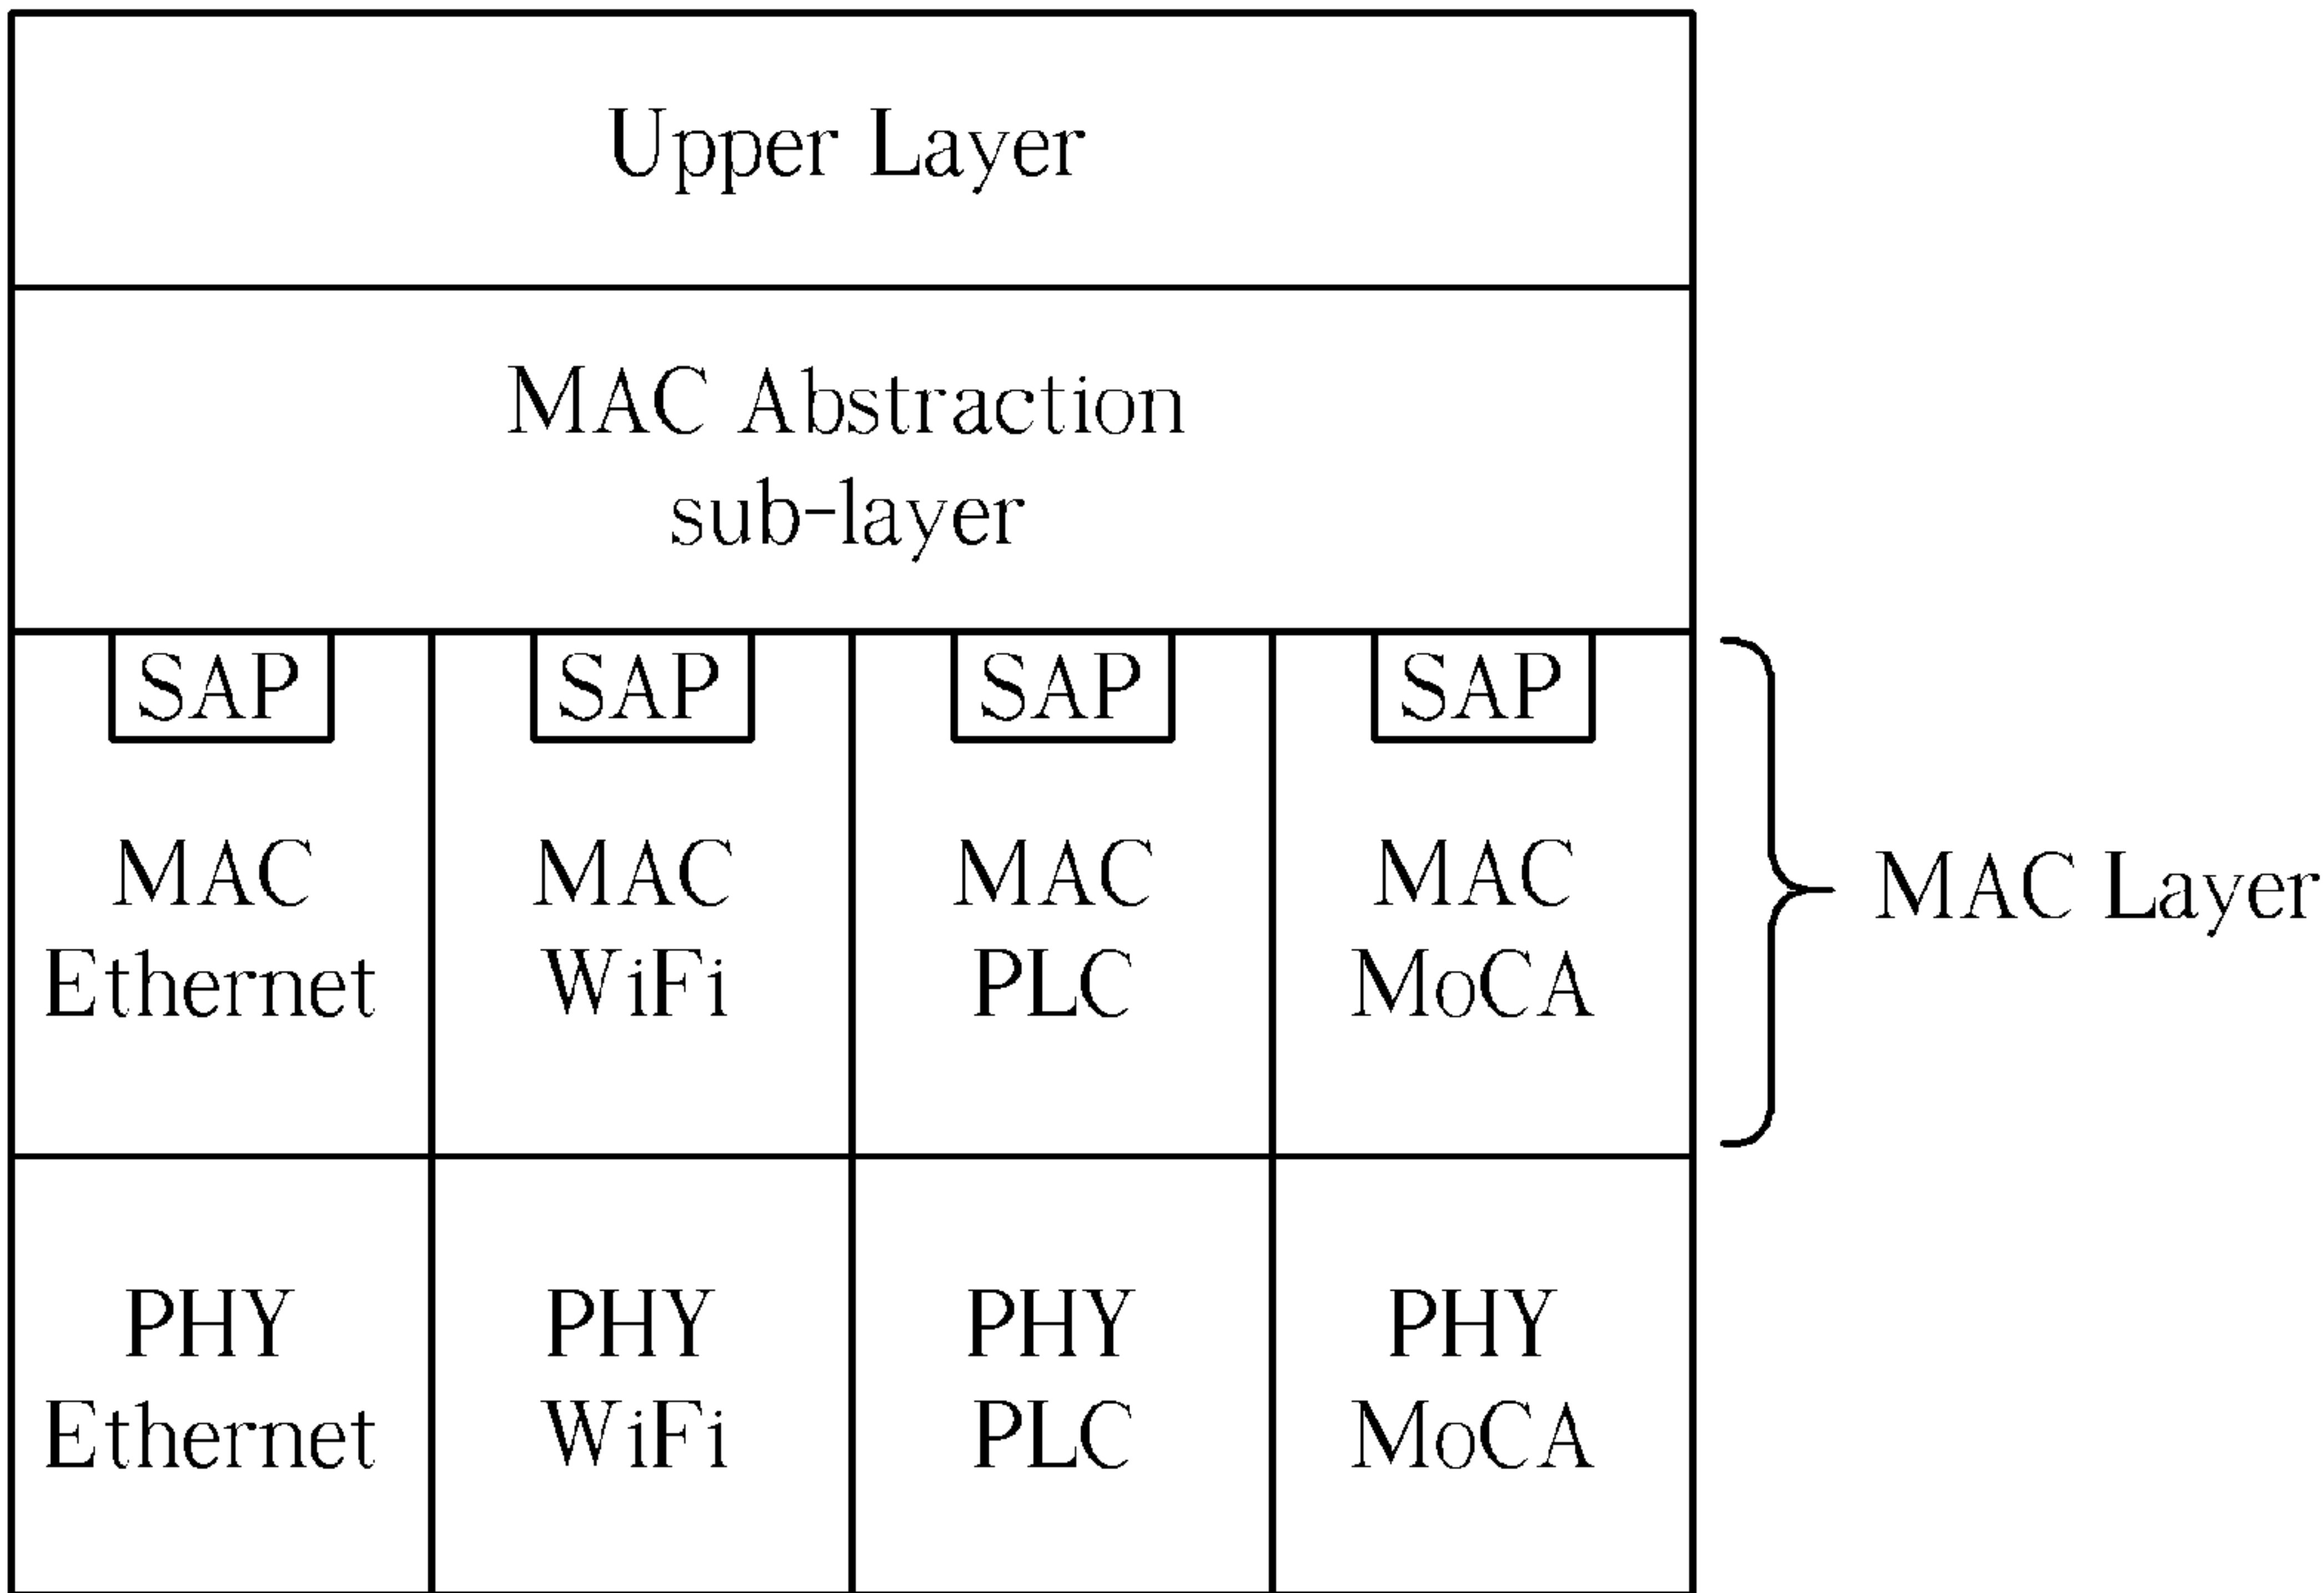 Upper Layer
MAC Abstraction
sub-layer
SAP SAP SAP SAP
MAC MAC MAC MAC
Ethernet WiFi PLC MoCA
MAC Layer
PHY PHY PHY PHY
Ethernet WiFi PLC MoCA